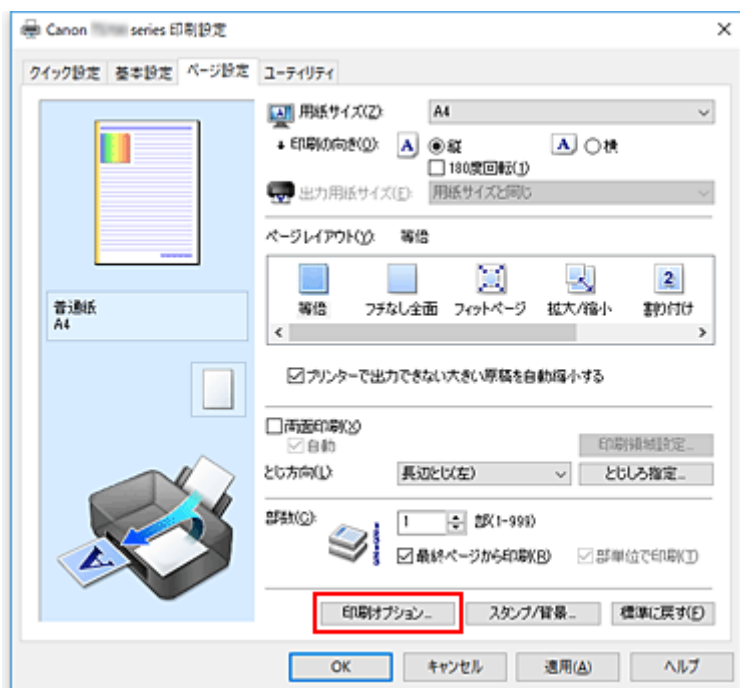 Canon series 印刷設定
クイック設定 基本設定 ページ設定 ユーティリティ
用紙サイズ(Z): A4
印刷の向き(O): A 縦 A 横
180度回転(1)
出力用紙サイズ(E): 用紙サイズと同じ
ページレイアウト(Y): 等倍
等倍 フチなし全面 フィットページ 拡大/縮小 2 割り付け
普通紙
A4
プリンターで出力できない大きい原稿を自動縮小する
両面印刷(X)
自動 印刷領域設定...
とじ方向(L): 長辺とじ(左) とじしろ指定...
部数(C): 1 部(1-999)
最終ページから印刷(R) 部単位で印刷(T)
印刷オプション... スタンプ/背景... 標準に戻す(F)
OK キャンセル 適用(A) ヘルプ